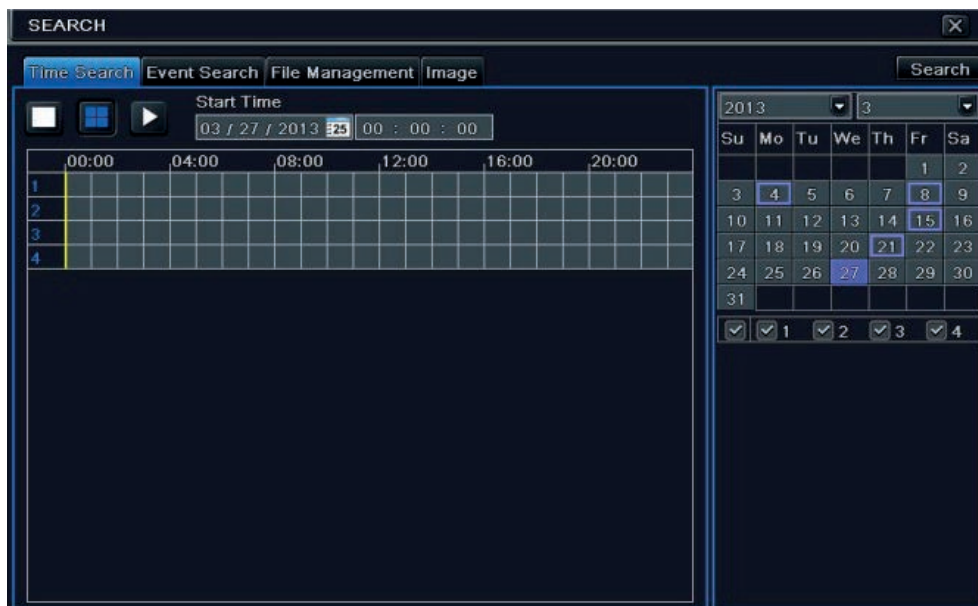 SEARCH
Time Search Event Search File Management Image Search
Start Time
03 / 27 / 2013 25 00 : 00 : 00
00:00 04:00 08:00 12:00 16:00 20:00
1
2
3
4
2013 3
Su Mo Tu We Th Fr Sa
1 2
3 4 5 6 7 8 9
10 11 12 13 14 15 16
17 18 19 20 21 22 23
24 25 26 27 28 29 30
31
1 2 3 4